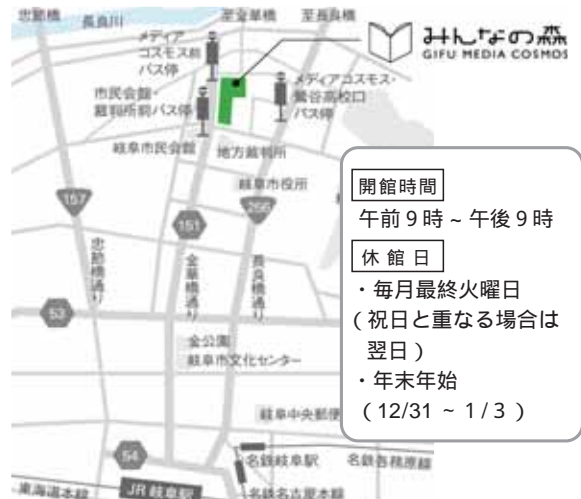 忠節橋
長良川
至金華橋
至長良橋
メディア
コスモス前
バス停
みんなの森
GIFU MEDIA COSMOS
市民会館・
裁判所前バス停
メディアコスモス・
鶯谷高校口
バス停
岐阜市民会館
地方裁判所
岐阜市役所
157
256
151
忠節橋通り
金華橋通り
長良橋通り
53
金公園
岐阜市文化センター
岐阜中央郵便
54
名鉄岐阜駅
名鉄各務原線
東海道本線
JR 岐阜駅
名鉄名古屋本線
開館時間
午前9時~午後9時
休館日
・毎月最終火曜日
(祝日と重なる場合は
翌日)
・年末年始
(12/31 ~ 1/3)